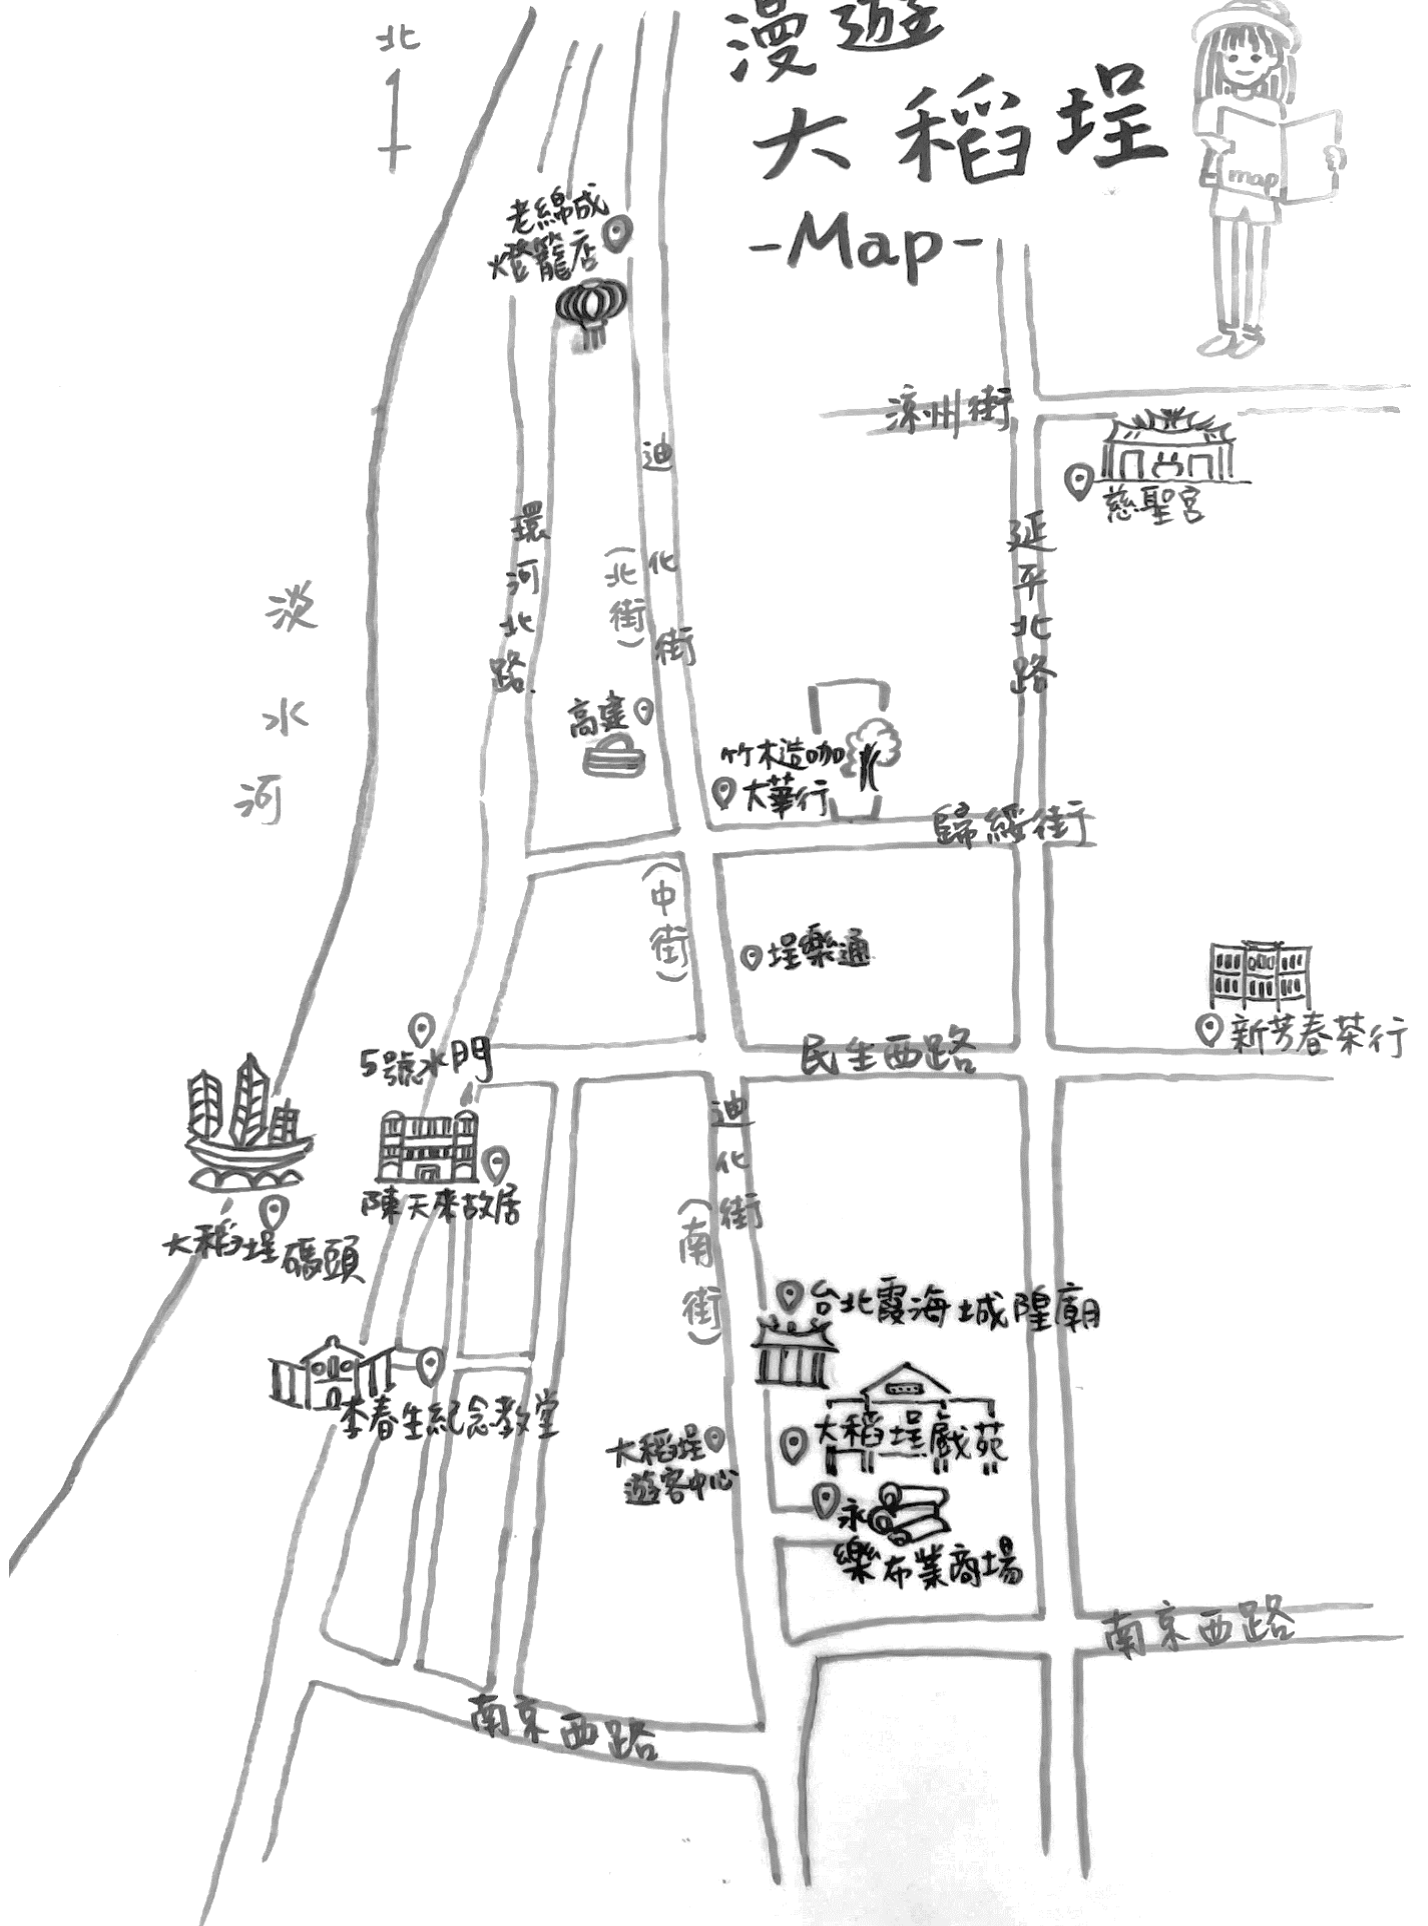 北
漫遊
大稻埕
-Map-
map
老綿成
燈籠店
涼州街
慈聖宮
迪化街
(北街)
環河北路
延平北路
淡水河
高建
竹木造咖
大華行
歸綏街
(中街)
埕樂通
新芳春茶行
5號水門
民生西路
陳天來故居
大稻埕碼頭
迪化街
(南街)
台北霞海城隍廟
李春生紀念教堂
大稻埕
遊客中心
大稻埕戲苑
永
樂布業商場
南京西路
南京西路